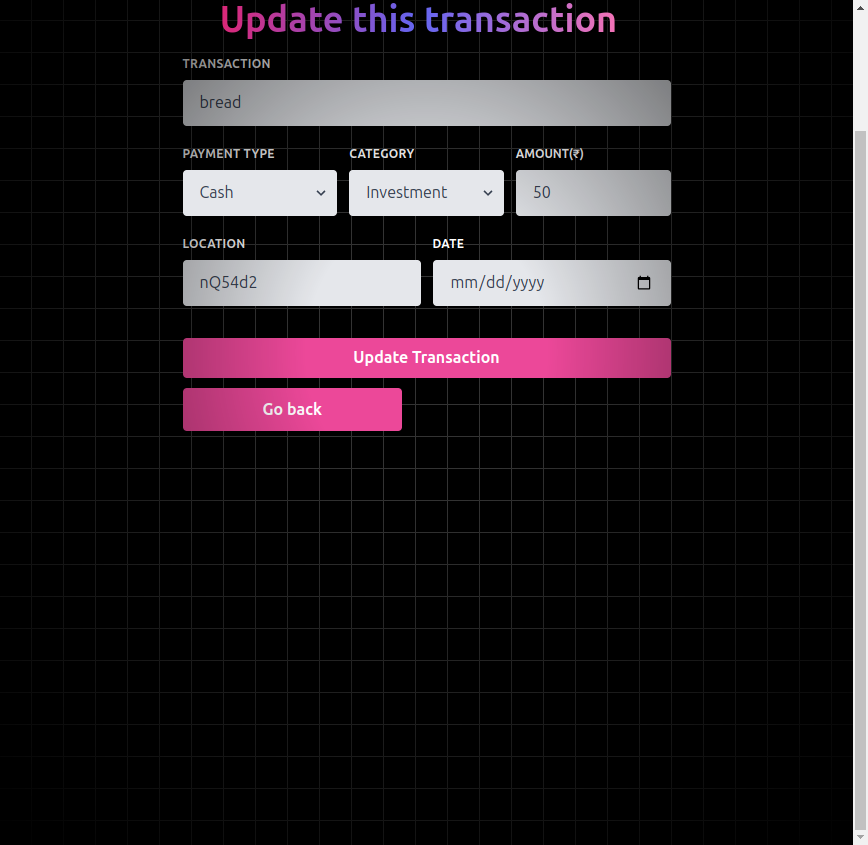 Update this transaction
TRANSACTION
bread
PAYMENT TYPE CATEGORY AMOUNT(₹)
Cash Investment 50
LOCATION DATE
nQ54d2 mm/dd/yyyy
Update Transaction
Go back